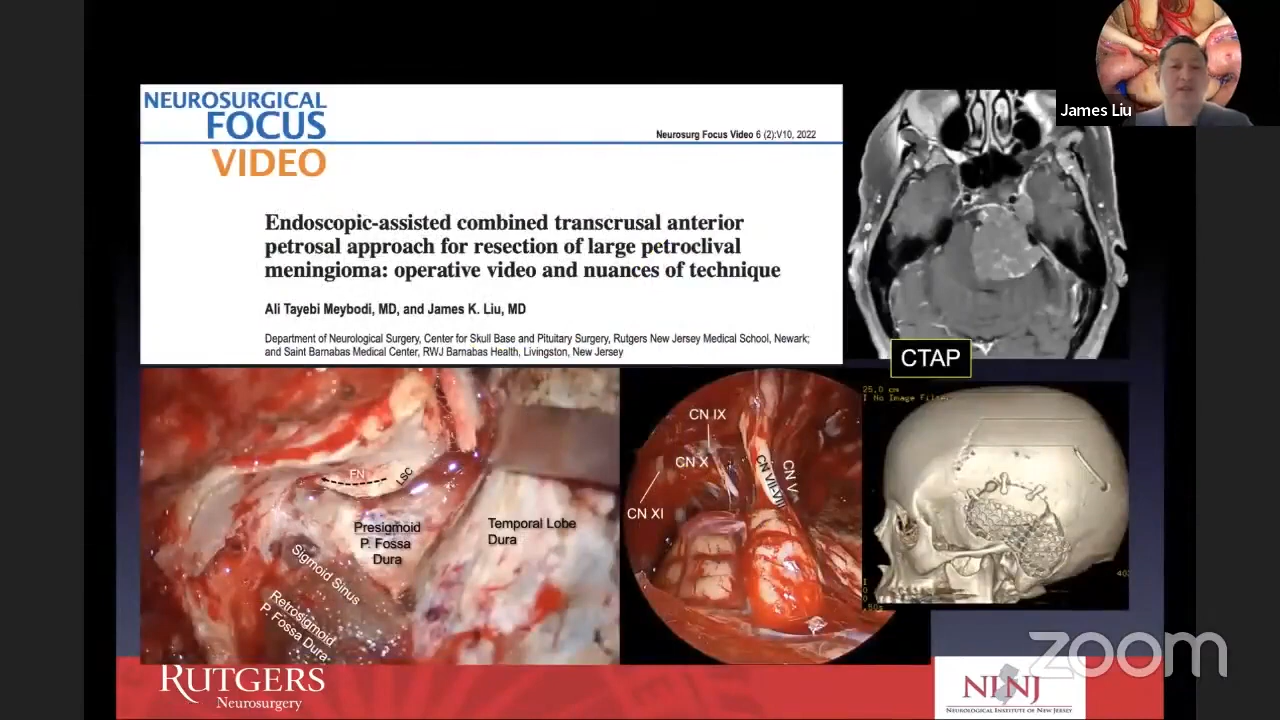 NEUROSURGICAL
FOCUS
VIDEO
Neurosurg Focus Video 6 (2):V10, 2022
Endoscopic-assisted combined transcrusal anterior
petrosal approach for resection of large petroclival
meningioma: operative video and nuances of technique
Ali Tayebi Meybodi, MD, and James K. Liu, MD
Department of Neurological Surgery, Center for Skull Base and Pituitary Surgery, Rutgers New Jersey Medical School, Newark;
and Saint Barnabas Medical Center, RWJ Barnabas Health, Livingston, New Jersey
James Liu
CTAP
FN
LSC
Presigmoid
P. Fossa
Dura
Temporal Lobe
Dura
Sigmoid Sinus
Retrosigmoid
P. Fossa Dura
CN IX
CN X
CN XI
CN VII-VIII
CN V
25.0 cm
zoom
RUTGERS
Neurosurgery
NINJ
NEUROLOGICAL INSTITUTE OF NEW JERSEY